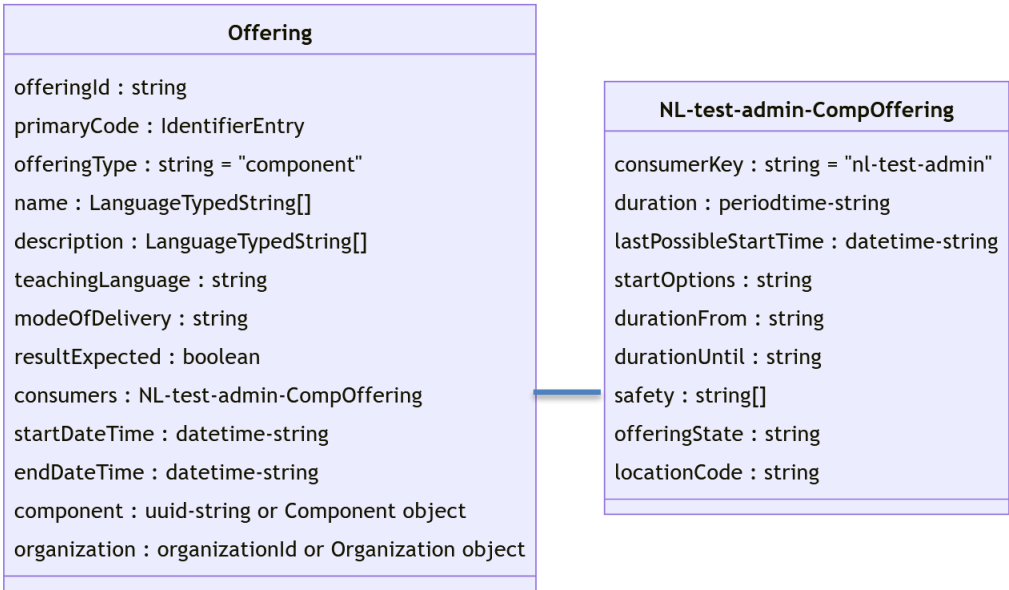 Offering
offeringId : string
primaryCode : IdentifierEntry
offeringType : string = "component"
name : LanguageTypedString[]
description : LanguageTypedString[]
teachingLanguage : string
modeOfDelivery : string
resultExpected : boolean
consumers : NL-test-admin-CompOffering
startDateTime : datetime-string
endDateTime : datetime-string
component : uuid-string or Component object
organization : organizationId or Organization object
NL-test-admin-CompOffering
consumerKey : string = "nl-test-admin"
duration : periodtime-string
lastPossibleStartTime : datetime-string
startOptions : string
durationFrom : string
durationUntil : string
safety : string[]
offeringState : string
locationCode : string